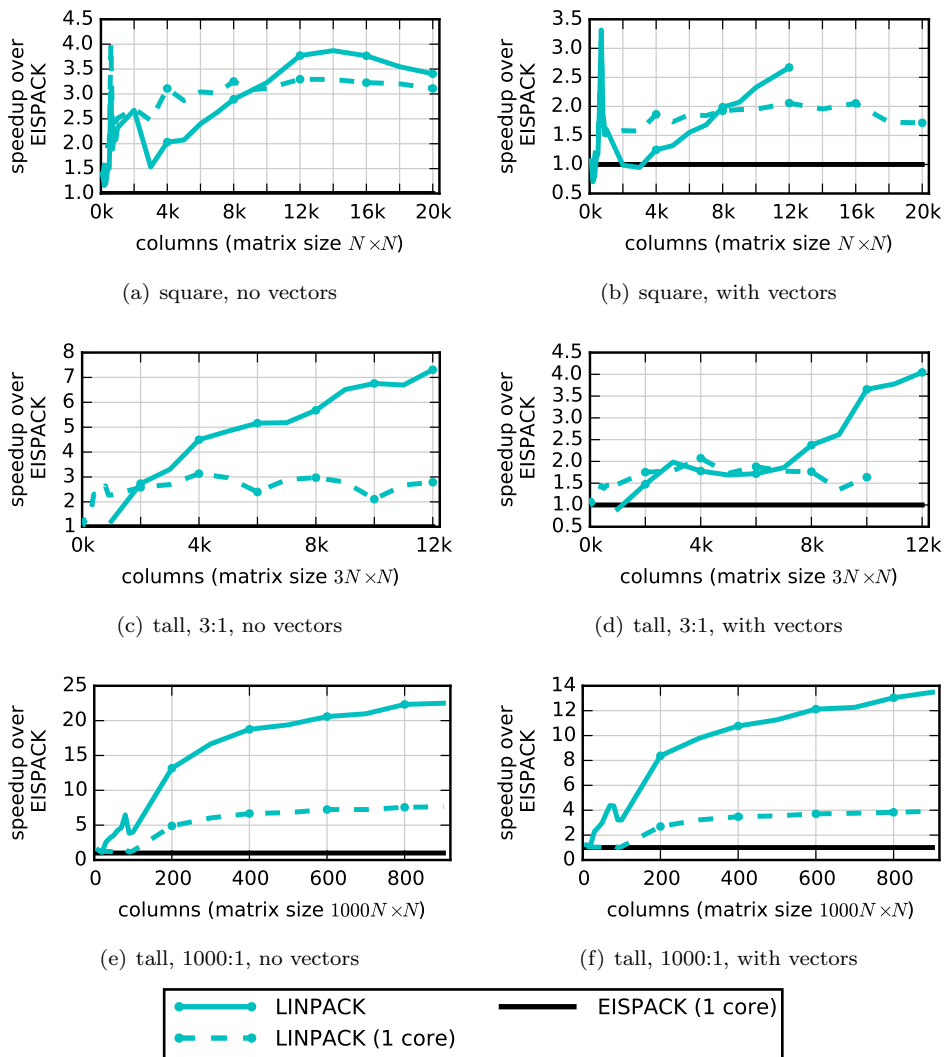 4.5
4.0
3.5
3.0
2.5
2.0
1.5
1.0
speedup over
EISPACK
0k 4k 8k 12k 16k 20k
columns (matrix size N×N)
(a) square, no vectors
3.5
3.0
2.5
2.0
1.5
1.0
0.5
speedup over
EISPACK
0k 4k 8k 12k 16k 20k
columns (matrix size N×N)
(b) square, with vectors
8
7
6
5
4
3
2
1
speedup over
EISPACK
0k 4k 8k 12k
columns (matrix size 3N×N)
(c) tall, 3:1, no vectors
4.5
4.0
3.5
3.0
2.5
2.0
1.5
1.0
0.5
speedup over
EISPACK
0k 4k 8k 12k
columns (matrix size 3N×N)
(d) tall, 3:1, with vectors
25
20
15
10
5
0
speedup over
EISPACK
0 200 400 600 800
columns (matrix size 1000N×N)
(e) tall, 1000:1, no vectors
14
12
10
8
6
4
2
0
speedup over
EISPACK
0 200 400 600 800
columns (matrix size 1000N×N)
(f) tall, 1000:1, with vectors
LINPACK
LINPACK (1 core)
EISPACK (1 core)